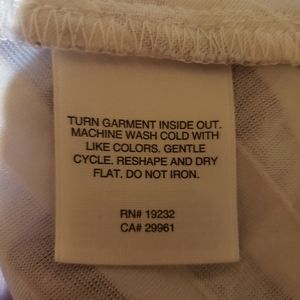 TURN GARMENT INSIDE OUT.
MACHINE WASH COLD WITH
LIKE COLORS. GENTLE
CYCLE. RESHAPE AND DRY
FLAT. DO NOT IRON.
RN# 19232
CA# 29961